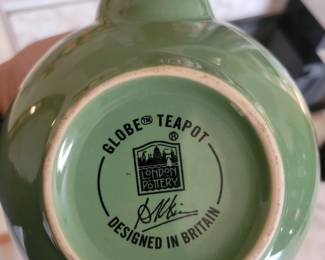 GLOBE™ TEAPOT
®
LONDON
POTTERY
DESIGNED IN BRITAIN